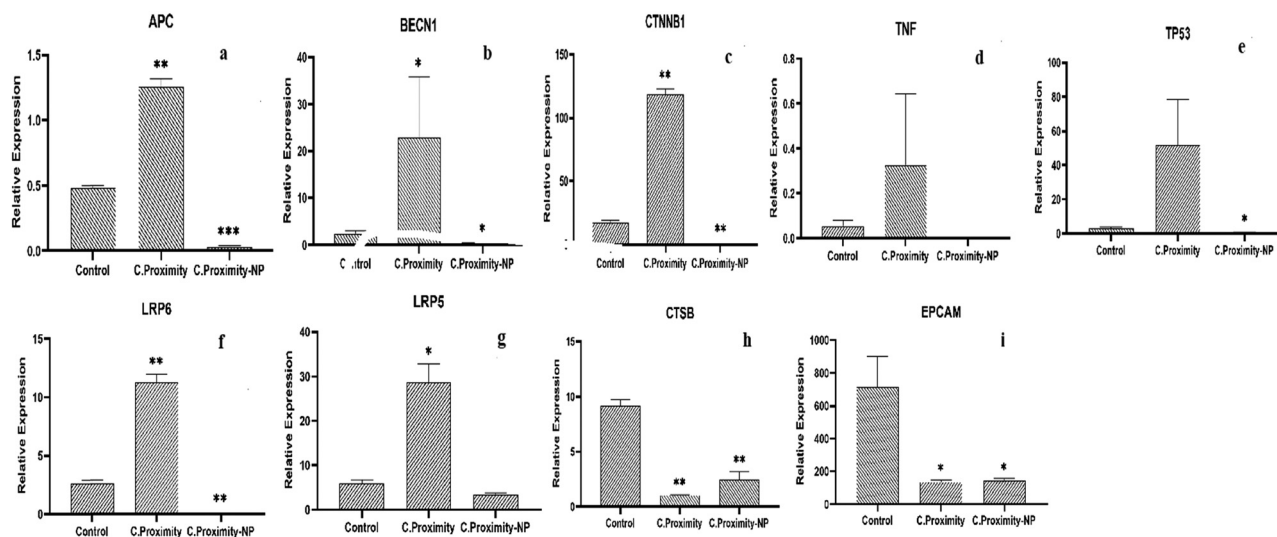 APC
a
Relative Expression
1.5
1.0
0.5
0.0
**
***
Control
C.Proximity
C.Proximity-NP
BECN1
b
Relative Expression
40
30
20
10
0
*
*
C.Proximity
C.Proximity-NP
CTNNB1
c
Relative Expression
150
100
50
**
**
Control
C.Proximity
C.Proximity-NP
TNF
d
Relative Expression
0.8
0.6
0.4
0.2
0.0
Control
C.Proximity
C.Proximity-NP
TP53
e
Relative Expression
100
80
60
40
20
0
*
Control
C.Proximity
C.Proximity-NP
LRP6
f
Relative Expression
15
10
5
0
**
**
Control
C.Proximity
C.Proximity-NP
LRP5
g
Relative Expression
40
30
20
10
0
*
Control
C.Proximity
C.Proximity-NP
CTSB
h
Relative Expression
15
10
5
0
**
**
Control
C.Proximity
C.Proximity-NP
EPCAM
i
Relative Expression
1000
800
600
400
200
0
*
*
Control
C.Proximity
C.Proximity-NP